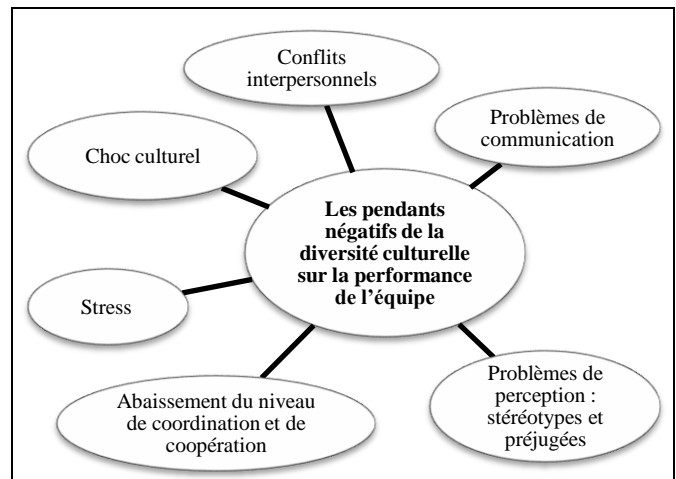 Conflits
interpersonnels
Problèmes de
communication
Choc culturel
Les pendants
négatifs de la
diversité culturelle
sur la performance
de l’équipe
Stress
Problèmes de
perception :
stéréotypes et
préjugées
Abaissement du niveau
de coordination et de
coopération